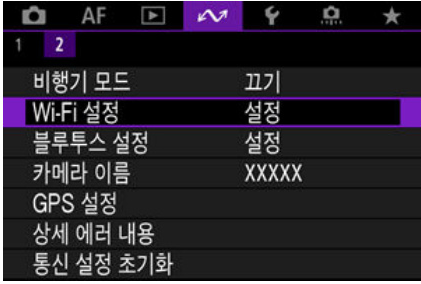 AF
1 2
비행기 모드 끄기
Wi-Fi 설정 설정
블루투스 설정 설정
카메라 이름 XXXXX
GPS 설정
상세 에러 내용
통신 설정 초기화